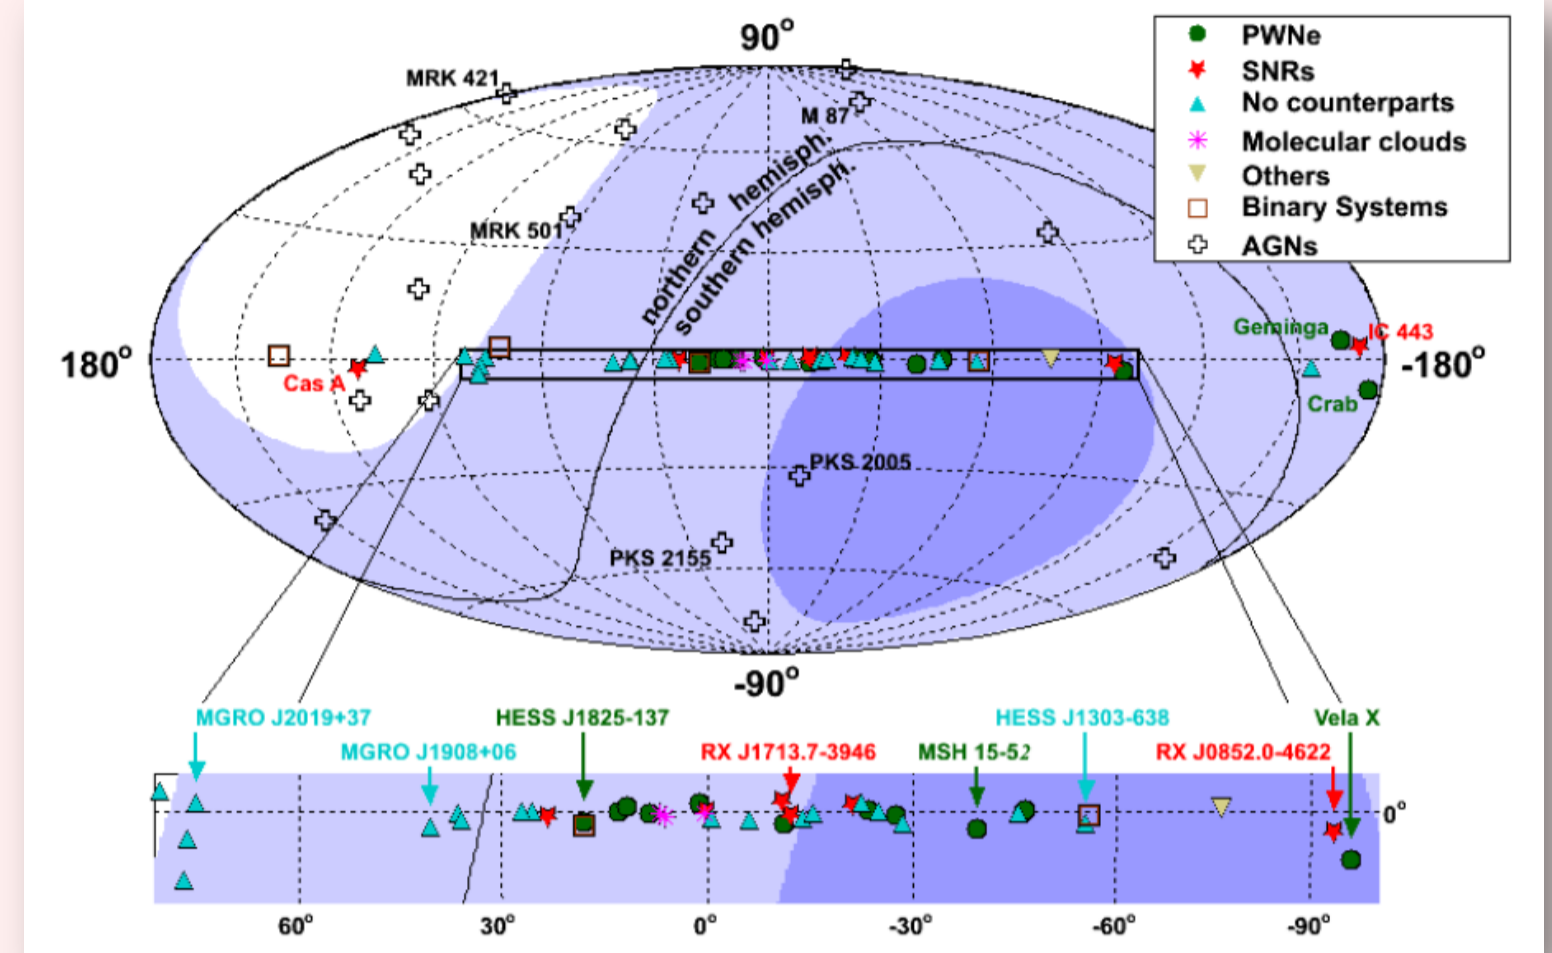 90°
PWNe
SNRs
No counterparts
Molecular clouds
Others
Binary Systems
AGNs
MRK 421
M 87
northern hemisph.
southern hemisph.
MRK 501
180°
-180°
Geminga
IC 443
Cas A
Crab
PKS 2005
PKS 2155
-90°
MGRO J2019+37
HESS J1825-137
HESS J1303-638
Vela X
MGRO J1908+06
RX J1713.7-3946
MSH 15-52
RX J0852.0-4622
0°
60°
30°
0°
-30°
-60°
-90°